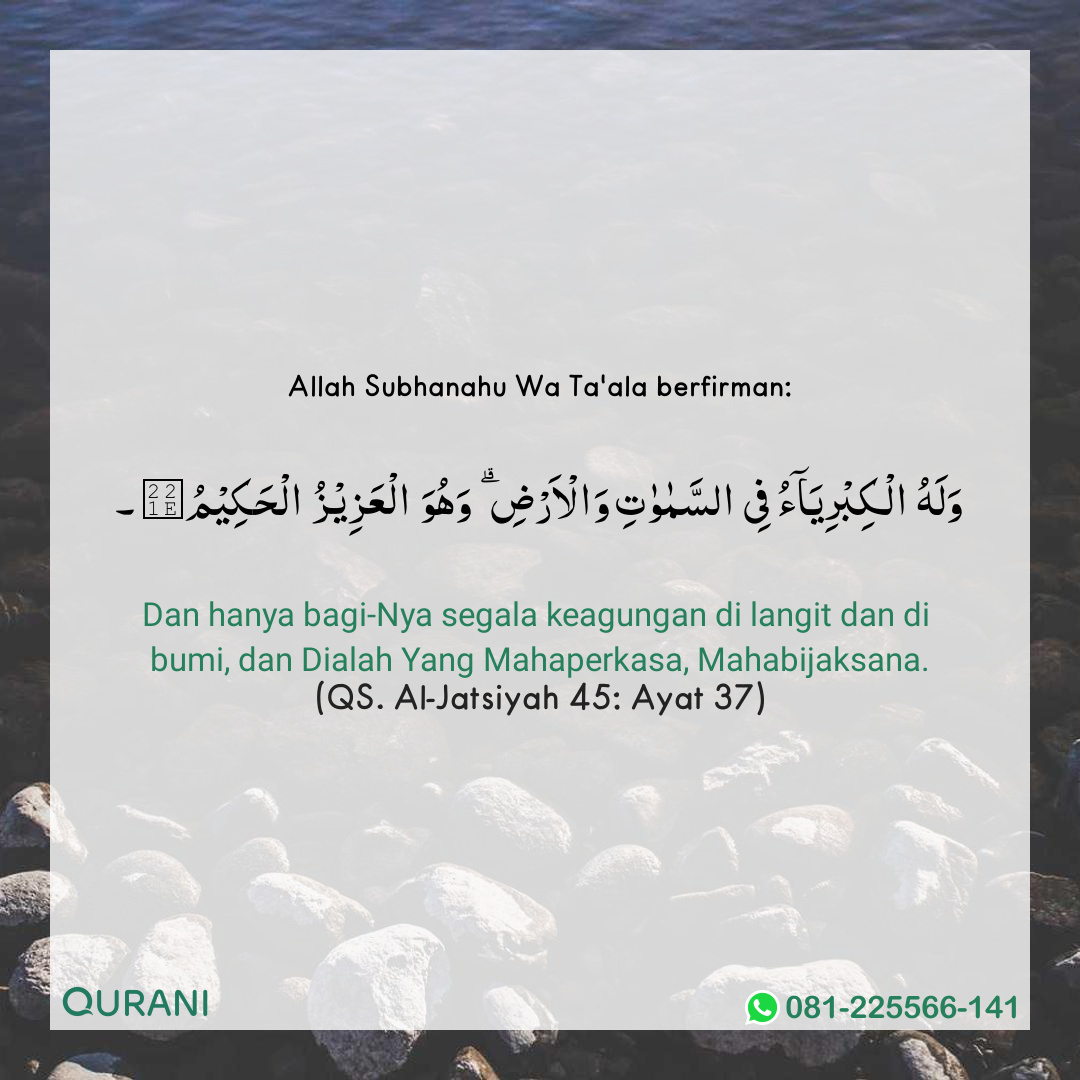 Allah Subhanahu Wa Ta'ala berfirman:
وَلَهُ الْكِبْرِيَآءُ فِى السَّمٰوٰتِ وَالْاَرْضِ ۗ وَهُوَ الْعَزِيْزُ الْحَكِيْمُ∞ ۔
Dan hanya bagi-Nya segala keagungan di langit dan di
bumi, dan Dialah Yang Mahaperkasa, Mahabijaksana.
(QS. Al-Jatsiyah 45: Ayat 37)
QURANI
081-225566-141